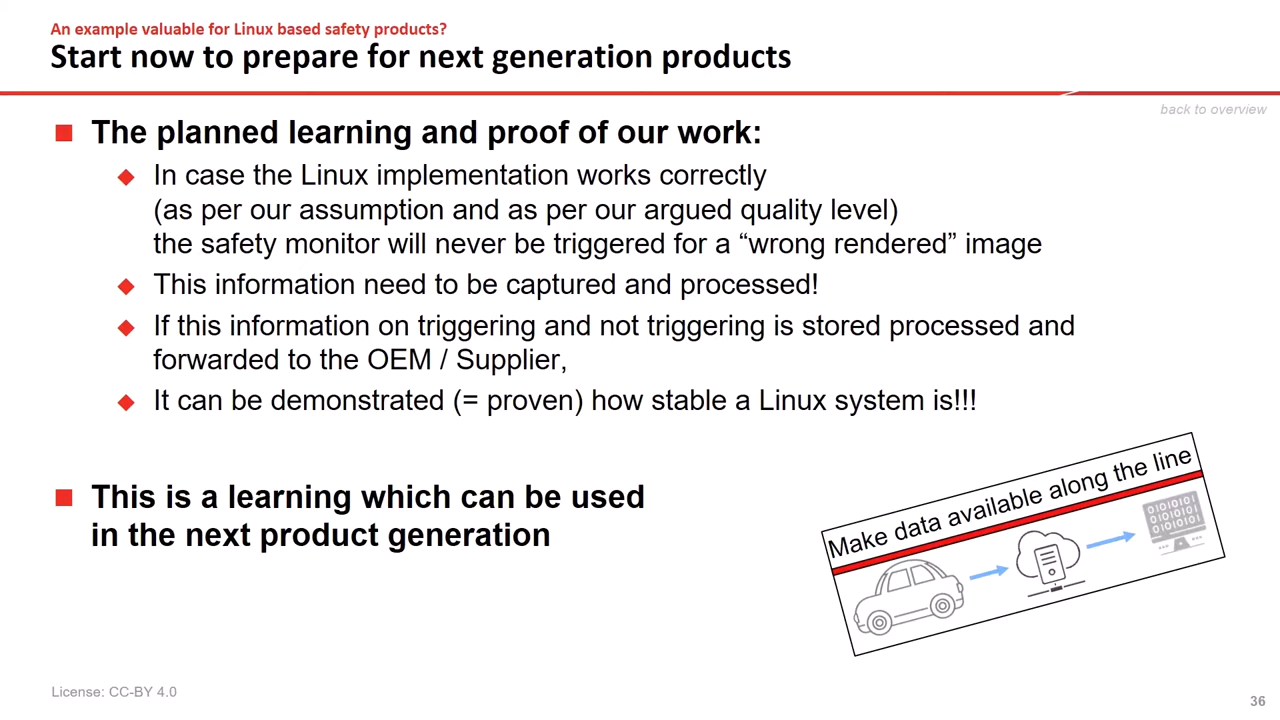 An example valuable for Linux based safety products?
Start now to prepare for next generation products
back to overview
The planned learning and proof of our work:
In case the Linux implementation works correctly
(as per our assumption and as per our argued quality level)
the safety monitor will never be triggered for a “wrong rendered” image
This information need to be captured and processed!
If this information on triggering and not triggering is stored processed and
forwarded to the OEM / Supplier,
It can be demonstrated (= proven) how stable a Linux system is!!!
This is a learning which can be used
in the next product generation
Make data available along the line
0101010101
0101010101
0101010101
License: CC-BY 4.0
36